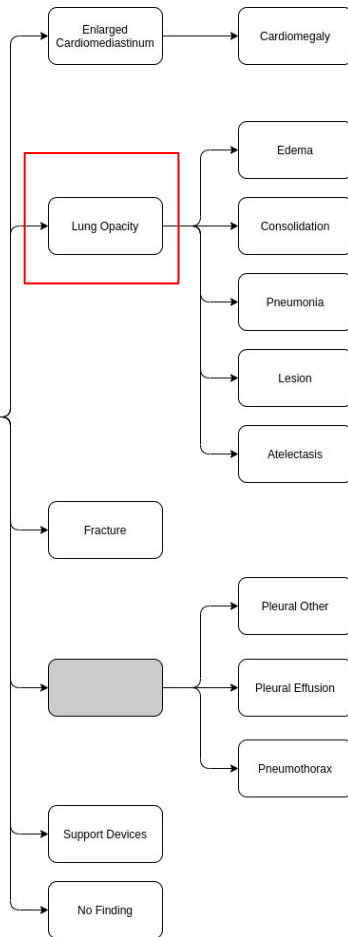 Enlarged
Cardiomediastinum
Cardiomegaly
Edema
Lung Opacity
Consolidation
Pneumonia
Lesion
Atelectasis
Fracture
Pleural Other
Pleural Effusion
Pneumothorax
Support Devices
No Finding